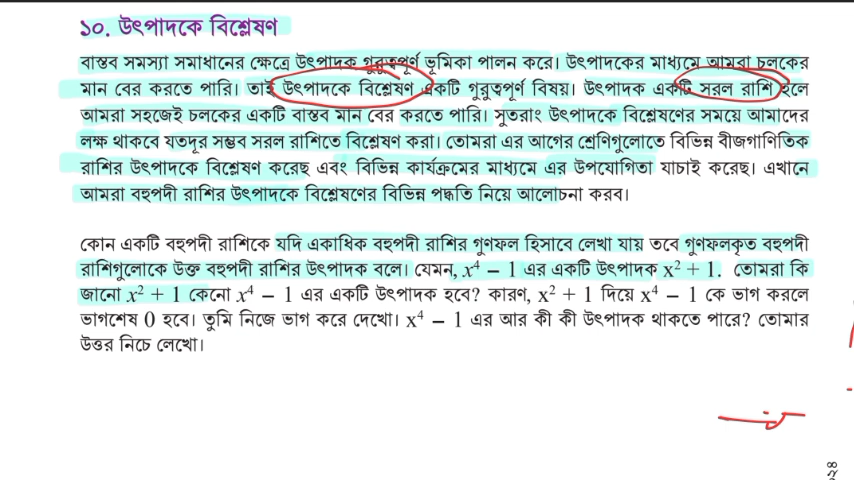 ১০. উৎপাদকে বিশ্লেষণ
বাস্তব সমস্যা সমাধানের ক্ষেত্রে উৎপাদক গুরুত্বপূর্ণ ভূমিকা পালন করে। উৎপাদকের মাধ্যমে আমরা চলকের
মান বের করতে পারি। তাই উৎপাদকে বিশ্লেষণ একটি গুরুত্বপূর্ণ বিষয়। উৎপাদক একটি সরল রাশি হলে
আমরা সহজেই চলকের একটি বাস্তব মান বের করতে পারি। সুতরাং উৎপাদকে বিশ্লেষণের সময়ে আমাদের
লক্ষ থাকবে যতদূর সম্ভব সরল রাশিতে বিশ্লেষণ করা। তোমরা এর আগের শ্রেণিগুলোতে বিভিন্ন বীজগাণিতিক
রাশির উৎপাদকে বিশ্লেষণ করেছ এবং বিভিন্ন কার্যক্রমের মাধ্যমে এর উপযোগিতা যাচাই করেছ। এখানে
আমরা বহুপদী রাশির উৎপাদকে বিশ্লেষণের বিভিন্ন পদ্ধতি নিয়ে আলোচনা করব।
কোন একটি বহুপদী রাশিকে যদি একাধিক বহুপদী রাশির গুণফল হিসাবে লেখা যায় তবে গুণফলকৃত বহুপদী
রাশিগুলোকে উক্ত বহুপদী রাশির উৎপাদক বলে। যেমন, x⁴ – 1 এর একটি উৎপাদক x² + 1. তোমরা কি
জানো x² + 1 কেনো x⁴ – 1 এর একটি উৎপাদক হবে? কারণ, x² + 1 দিয়ে x⁴ – 1 কে ভাগ করলে
ভাগশেষ 0 হবে। তুমি নিজে ভাগ করে দেখো। x⁴ – 1 এর আর কী কী উৎপাদক থাকতে পারে? তোমার
উত্তর নিচে লেখো।